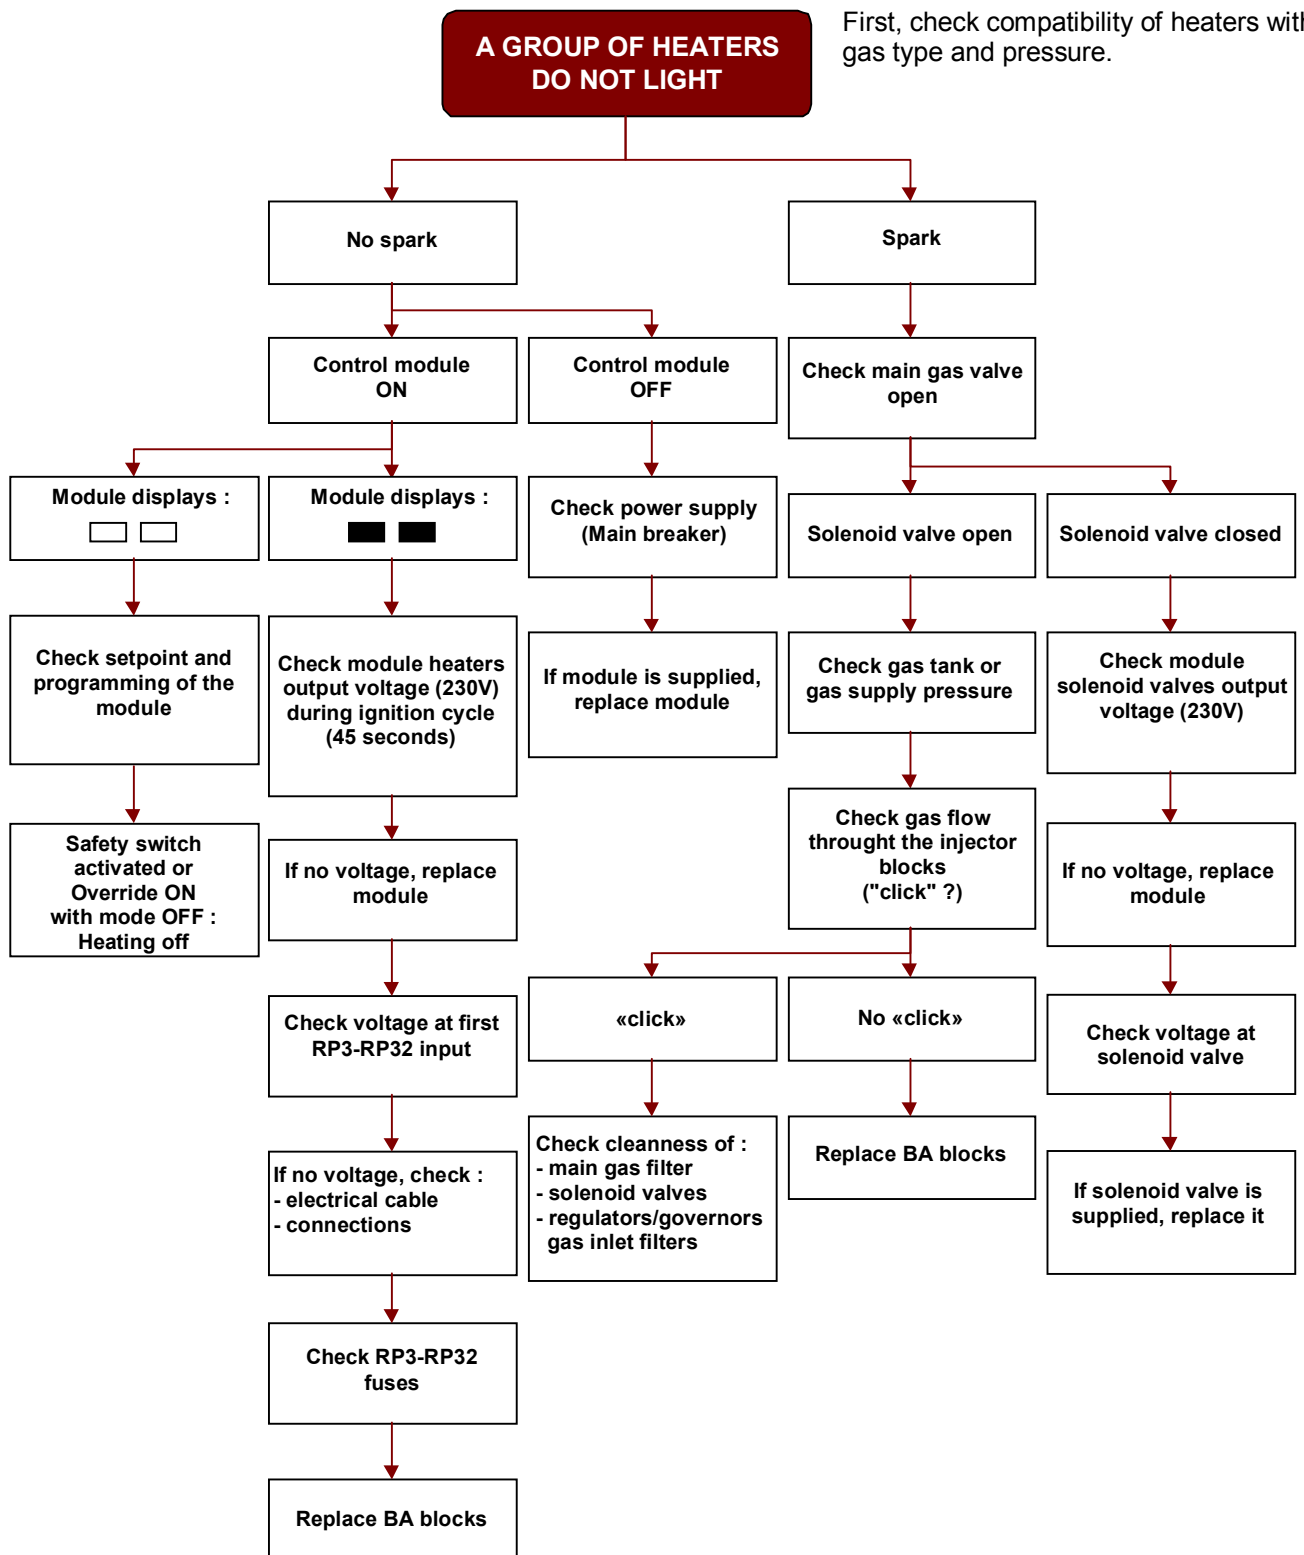 A GROUP OF HEATERS
DO NOT LIGHT
First, check compatibility of heaters with
gas type and pressure.
No spark
Spark
Control module
ON
Control module
OFF
Check main gas valve
open
Module displays :
Module displays :
Check power supply
(Main breaker)
Solenoid valve open
Solenoid valve closed
Check setpoint and
programming of the
module
Check module heaters
output voltage (230V)
during ignition cycle
(45 seconds)
If module is supplied,
replace module
Check gas tank or
gas supply pressure
Check module
solenoid valves output
voltage (230V)
Safety switch
activated or
Override ON
with mode OFF :
Heating off
If no voltage, replace
module
Check gas flow
throught the injector
blocks
("click" ?)
If no voltage, replace
module
Check voltage at first
RP3-RP32 input
«click»
No «click»
Check voltage at
solenoid valve
If no voltage, check :
- electrical cable
- connections
Check cleanness of :
- main gas filter
- solenoid valves
- regulators/governors
gas inlet filters
Replace BA blocks
If solenoid valve is
supplied, replace it
Check RP3-RP32
fuses
Replace BA blocks